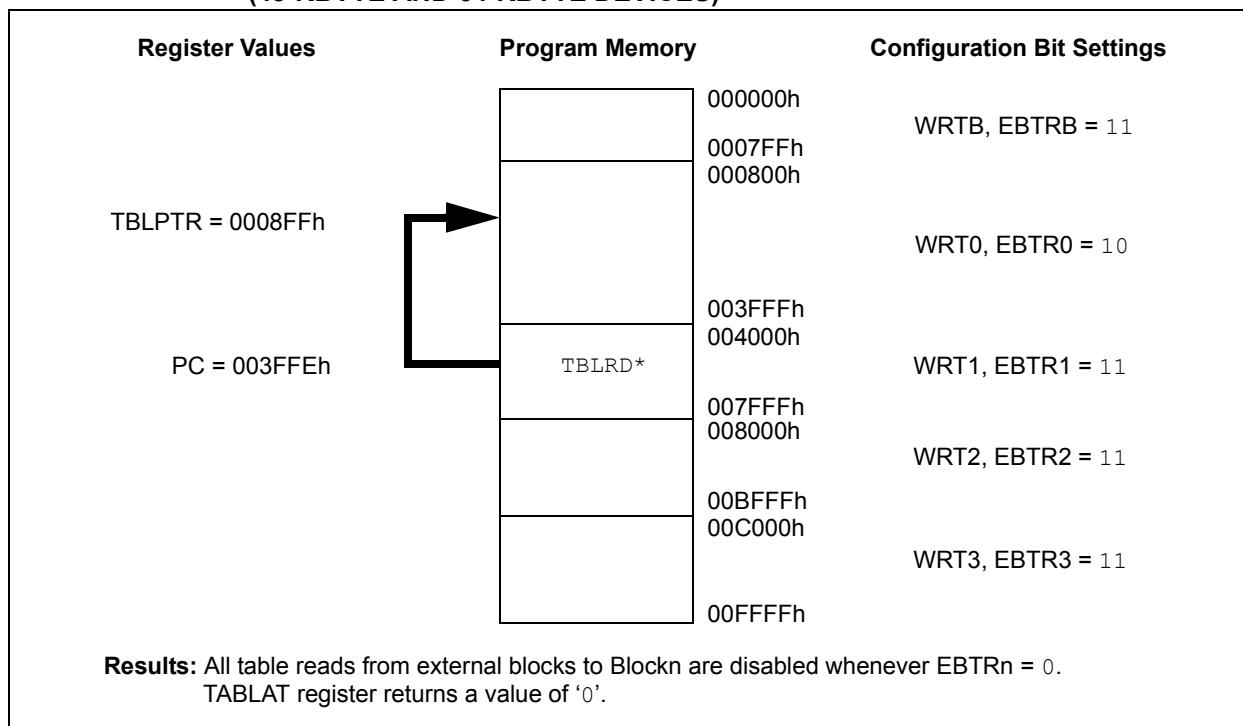 Register Values Program Memory Configuration Bit Settings
000000h
WRTB, EBTRB = 11
0007FFh
000800h
TBLPTR = 0008FFh
WRT0, EBTR0 = 10
003FFFh
004000h
PC = 003FFEh TBLRD* WRT1, EBTR1 = 11
007FFFh
008000h
WRT2, EBTR2 = 11
00BFFFh
00C000h
WRT3, EBTR3 = 11
00FFFFh
Results: All table reads from external blocks to Blockn are disabled whenever EBTRn = 0.
TABLAT register returns a value of ‘0’.